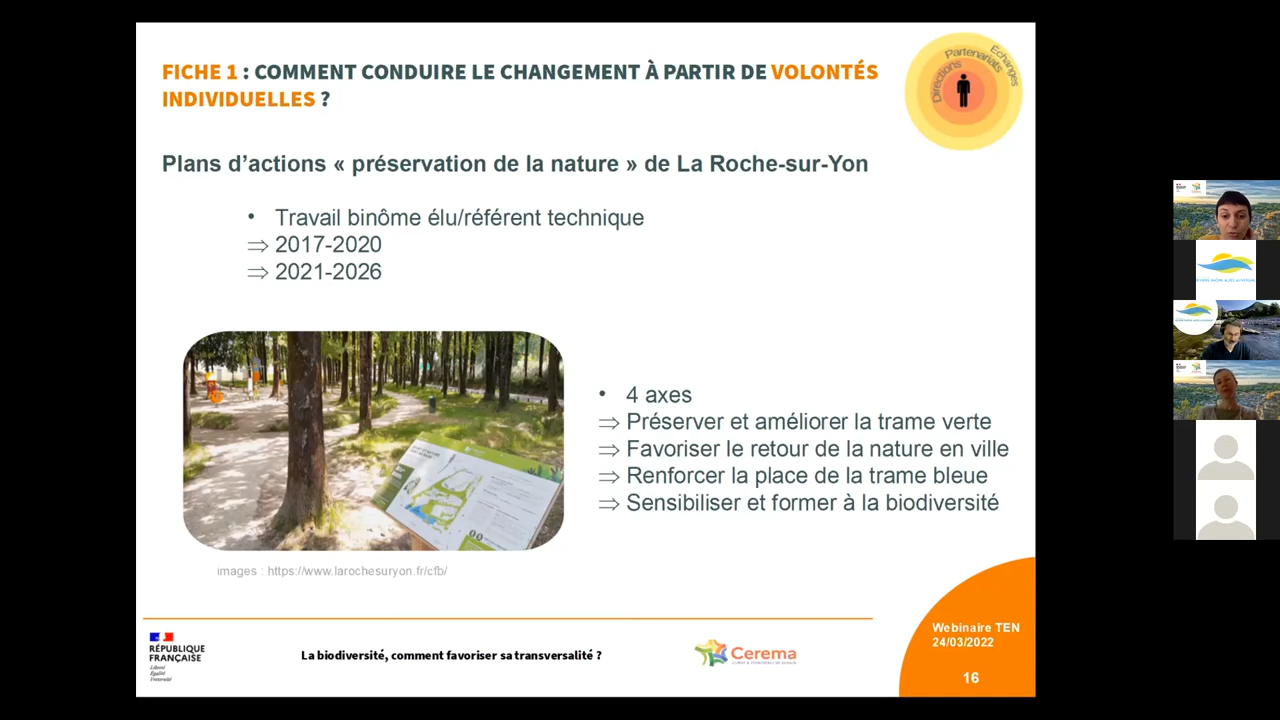 FICHE 1 : COMMENT CONDUIRE LE CHANGEMENT À PARTIR DE VOLONTÉS
INDIVIDUELLES ?
Echanges
Partenariats
Directions
Plans d’actions « préservation de la nature » de La Roche-sur-Yon
• Travail binôme élu/référent technique
⇒ 2017-2020
⇒ 2021-2026
• 4 axes
⇒ Préserver et améliorer la trame verte
⇒ Favoriser le retour de la nature en ville
⇒ Renforcer la place de la trame bleue
⇒ Sensibiliser et former à la biodiversité
images : https://www.larochesuryon.fr/cfb/
RÉPUBLIQUE
FRANÇAISE
Liberté
Égalité
Fraternité
La biodiversité, comment favoriser sa transversalité ?
Cerema
Webinaire TEN
24/03/2022
16